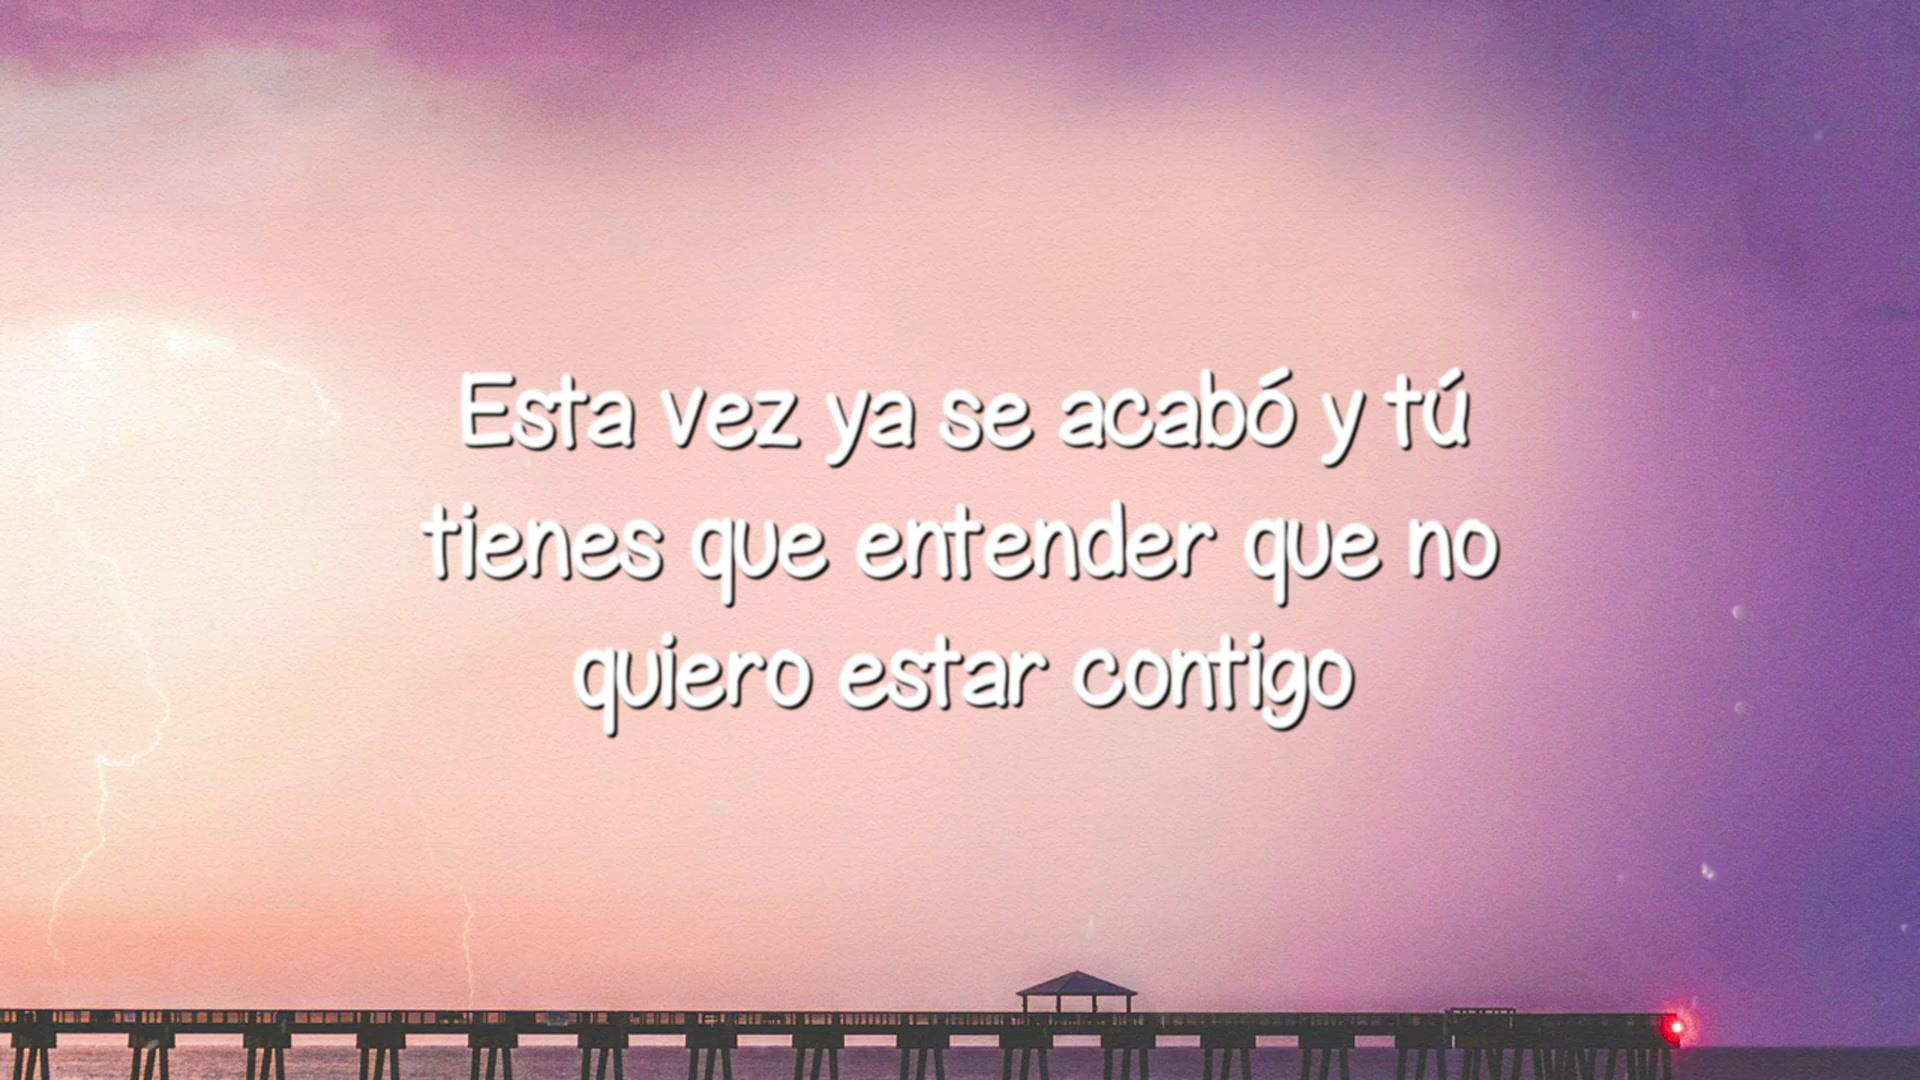 Esta vez ya se acabó y tú
tienes que entender que no
quiero estar contigo